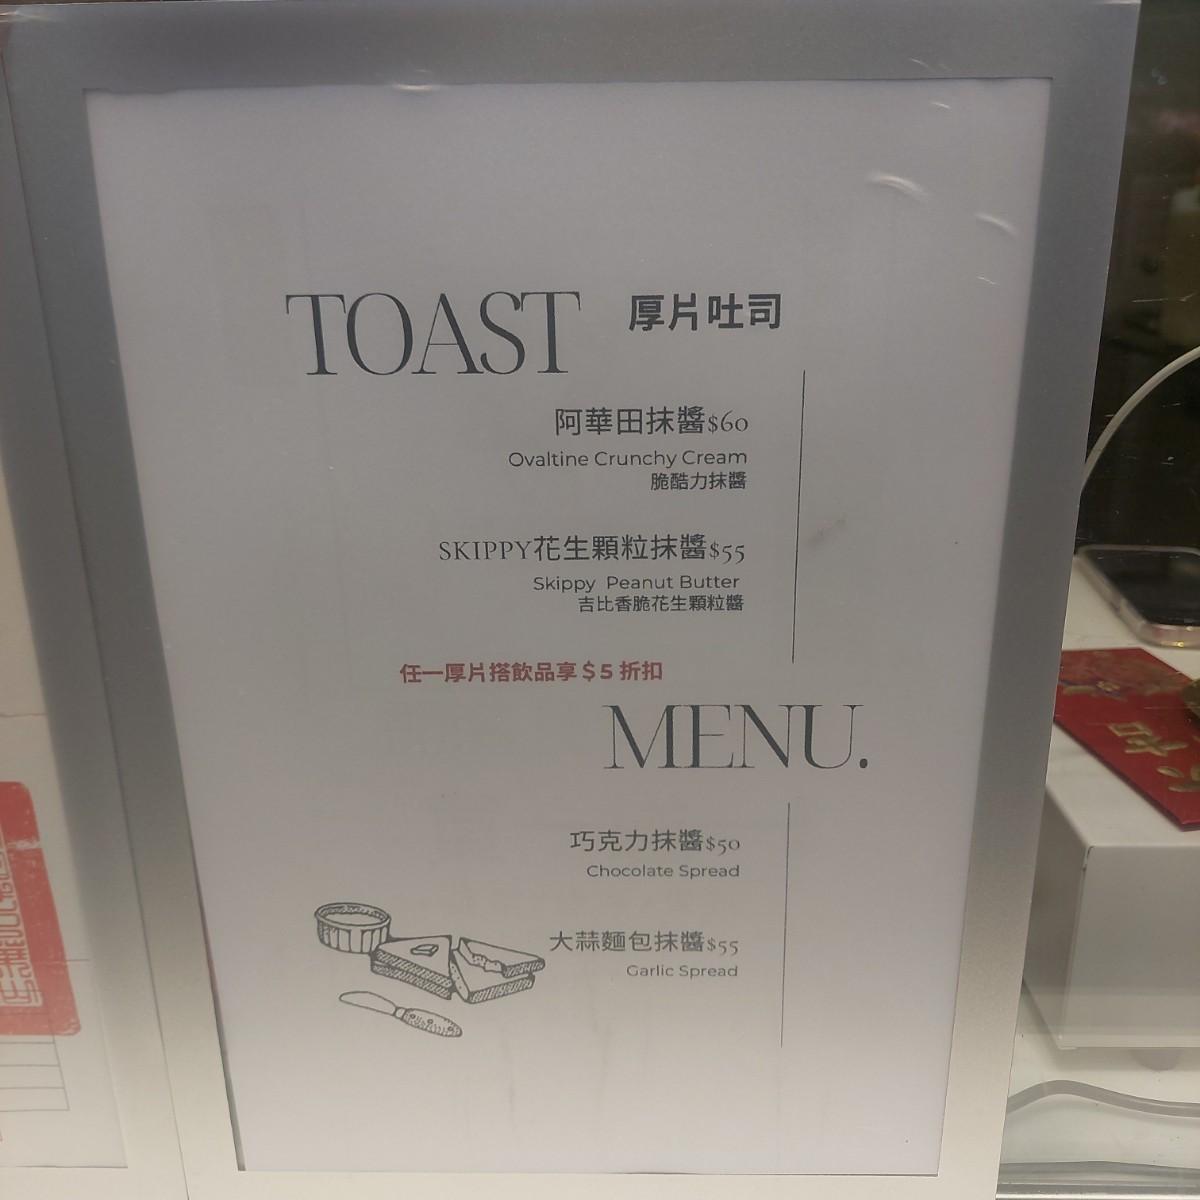 TOAST 厚片吐司
阿華田抹醬$60
Ovaltine Crunchy Cream
脆酷力抹醬
SKIPPY花生顆粒抹醬$55
Skippy Peanut Butter
吉比香脆花生顆粒醬
任一厚片搭飲品享$5折扣
MENU.
巧克力抹醬$50
Chocolate Spread
大蒜麵包抹醬$55
Garlic Spread